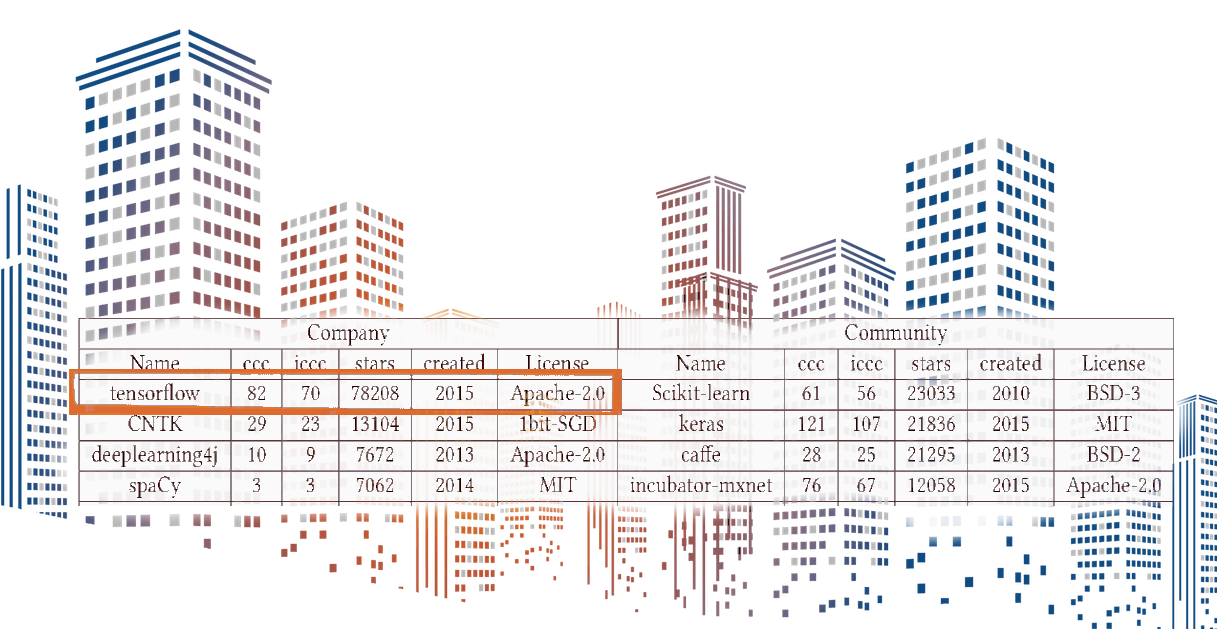 Company Community
Name ccc iccc stars created License Name ccc iccc stars created License
tensorflow 82 70 78208 2015 Apache-2.0 Scikit-learn 61 56 23033 2010 BSD-3
CNTK 29 23 13104 2015 1bit-SGD keras 121 107 21836 2015 MIT
deeplearning4j 10 9 7672 2013 Apache-2.0 caffe 28 25 21295 2013 BSD-2
spaCy 3 3 7062 2014 MIT incubator-mxnet 76 67 12058 2015 Apache-2.0